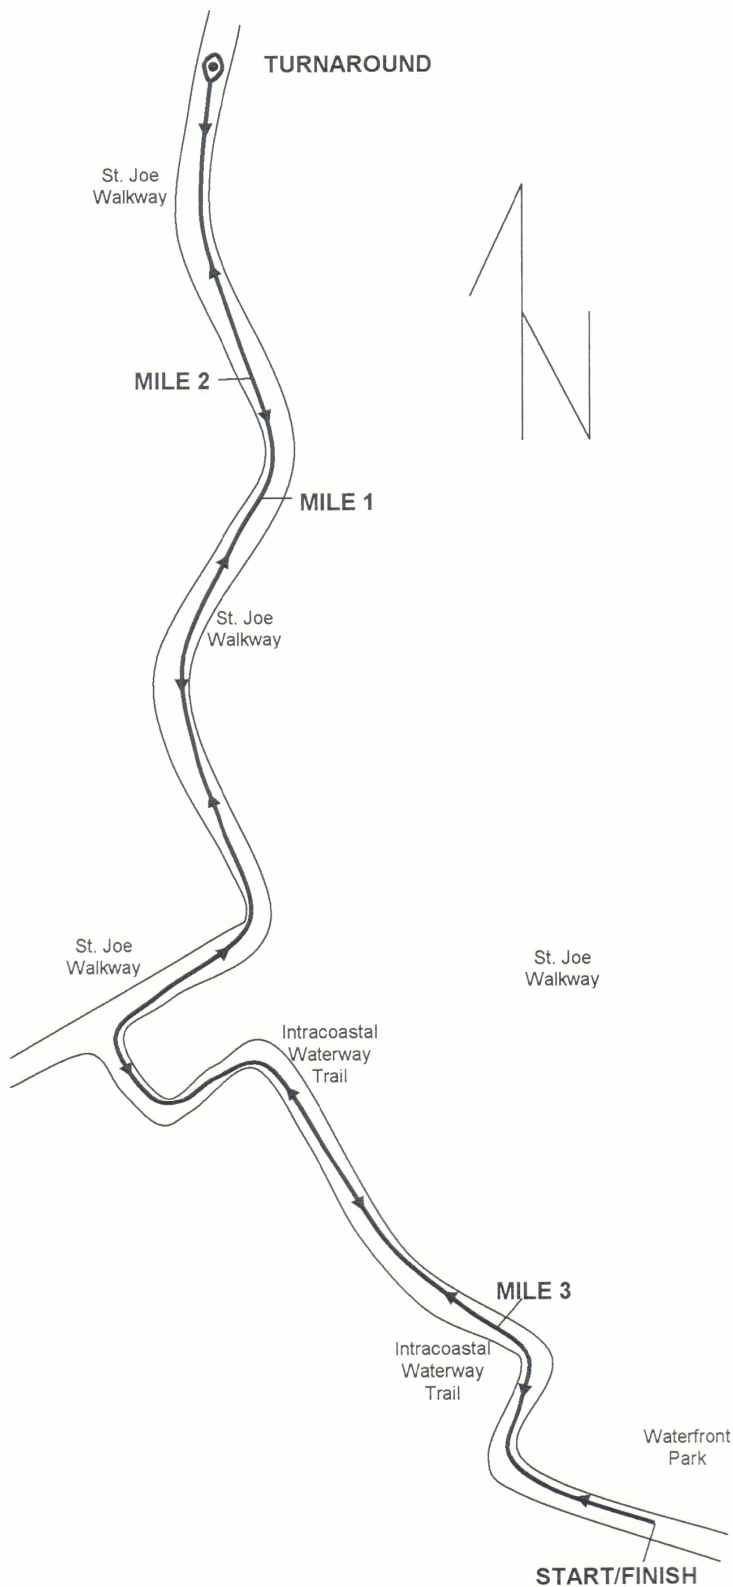 TURNAROUND
St. Joe
Walkway
N
MILE 2
MILE 1
St. Joe
Walkway
St. Joe
Walkway
St. Joe
Walkway
Intracoastal
Waterway
Trail
MILE 3
Intracoastal
Waterway
Trail
Waterfront
Park
START/FINISH